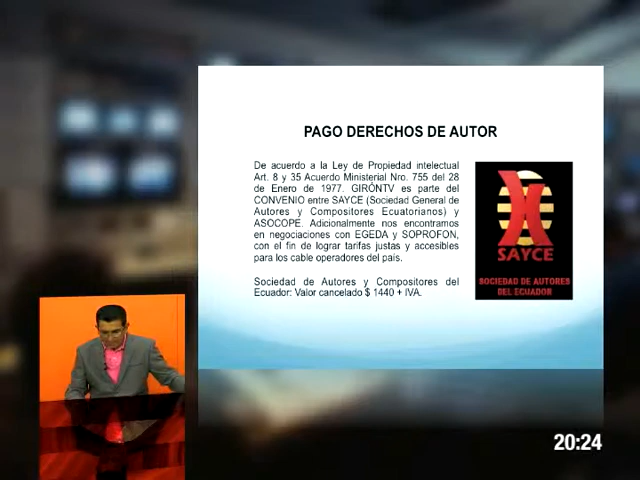 PAGO DERECHOS DE AUTOR
De acuerdo a la Ley de Propiedad intelectual
Art. 8 y 35 Acuerdo Ministerial Nro. 755 del 28
de Enero de 1977. GIRÓNTV es parte del
CONVENIO entre SAYCE (Sociedad General de
Autores y Compositores Ecuatorianos) y
ASOCOPE. Adicionalmente nos encontramos
en negociaciones con EGEDA y SOPROFON,
con el fin de lograr tarifas justas y accesibles
para los cable operadores del país.
Sociedad de Autores y Compositores del
Ecuador: Valor cancelado $ 1440 + IVA.
SAYCE
SOCIEDAD DE AUTORES
DEL ECUADOR
20:24